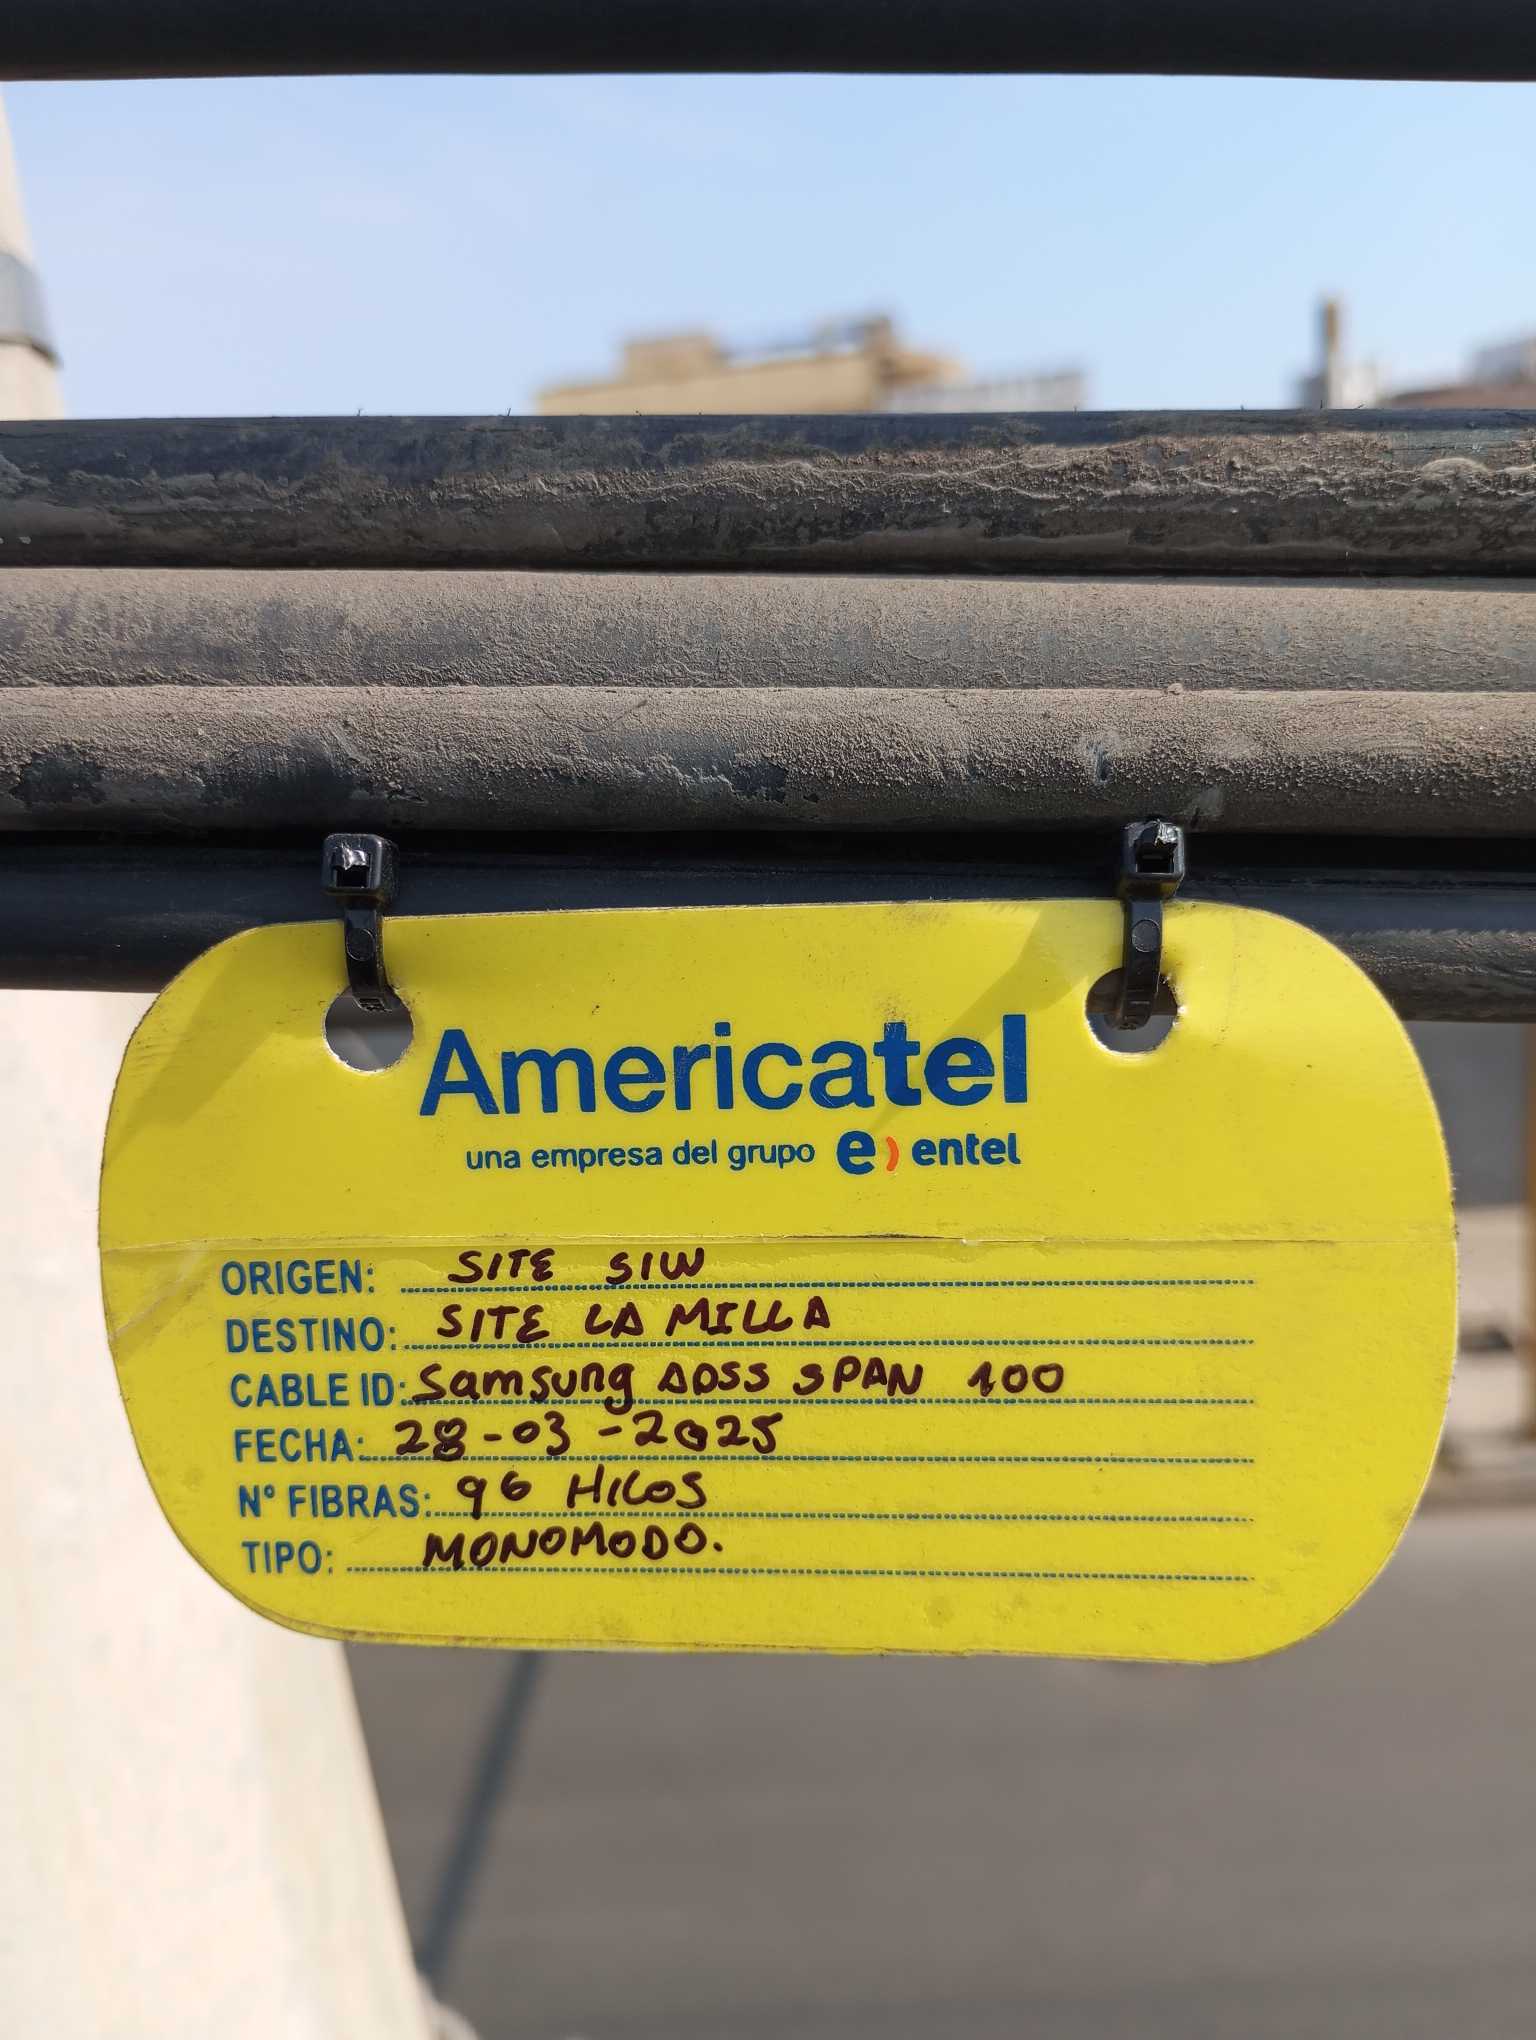 Americatel
una empresa del grupo e) entel
ORIGEN: SITE SIW
DESTINO: SITE LA MILLA
CABLE ID: Samsung ADSS SPAN 100
FECHA: 28-03-2025
N° FIBRAS: 96 HILOS
TIPO: MONOMODO.